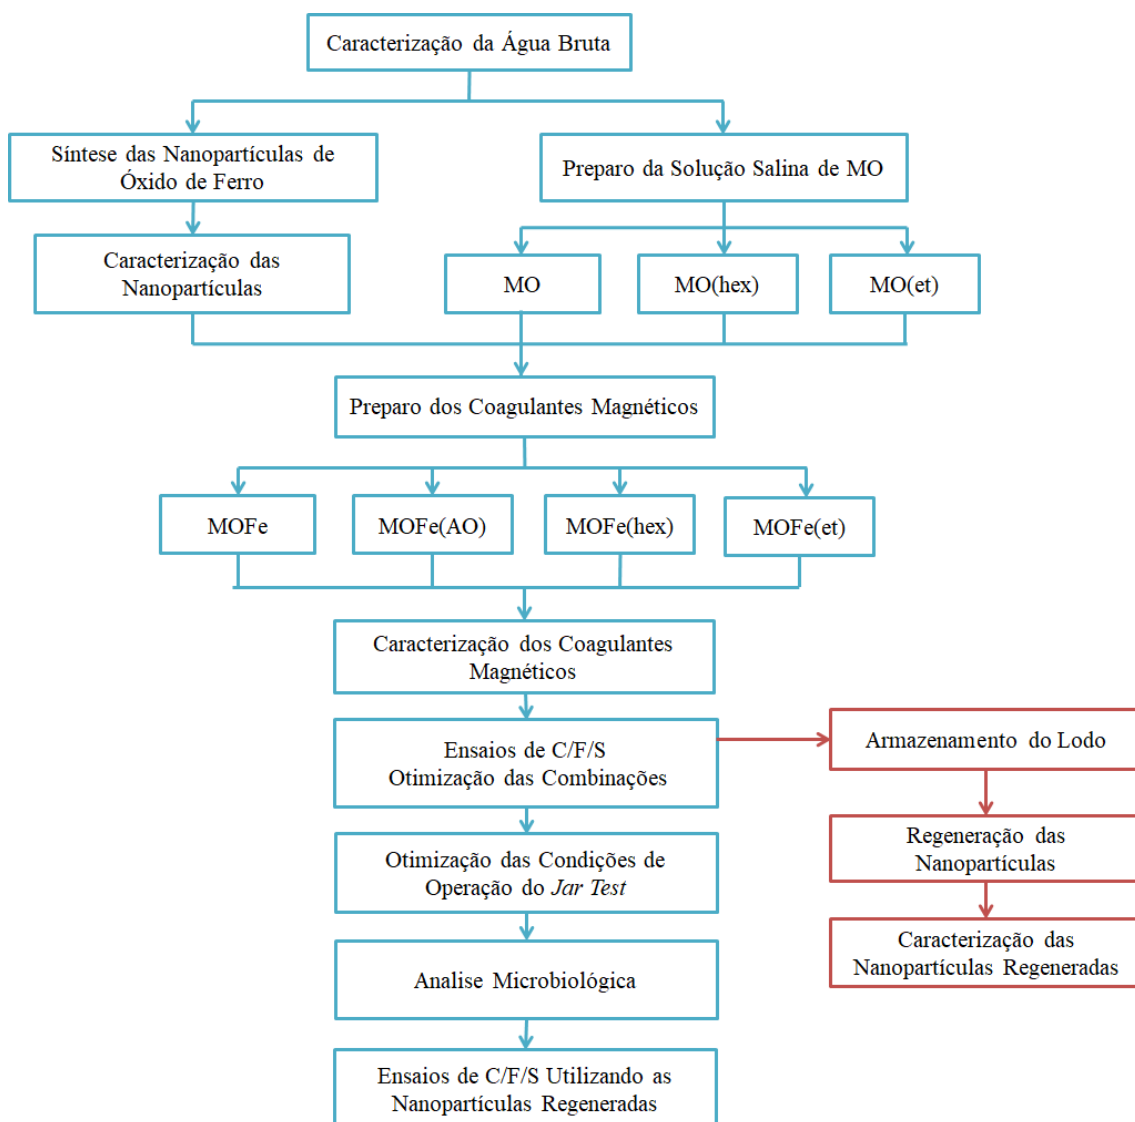 Caracterização da Água Bruta
Síntese das Nanopartículas de
Óxido de Ferro
Preparo da Solução Salina de MO
Caracterização das
Nanopartículas
MO
MO(hex)
MO(et)
Preparo dos Coagulantes Magnéticos
MOFe
MOFe(AO)
MOFe(hex)
MOFe(et)
Caracterização dos Coagulantes
Magnéticos
Ensaios de C/F/S
Otimização das Combinações
Armazenamento do Lodo
Otimização das Condições de
Operação do Jar Test
Regeneração das
Nanopartículas
Analise Microbiológica
Caracterização das
Nanopartículas Regeneradas
Ensaios de C/F/S Utilizando as
Nanopartículas Regeneradas